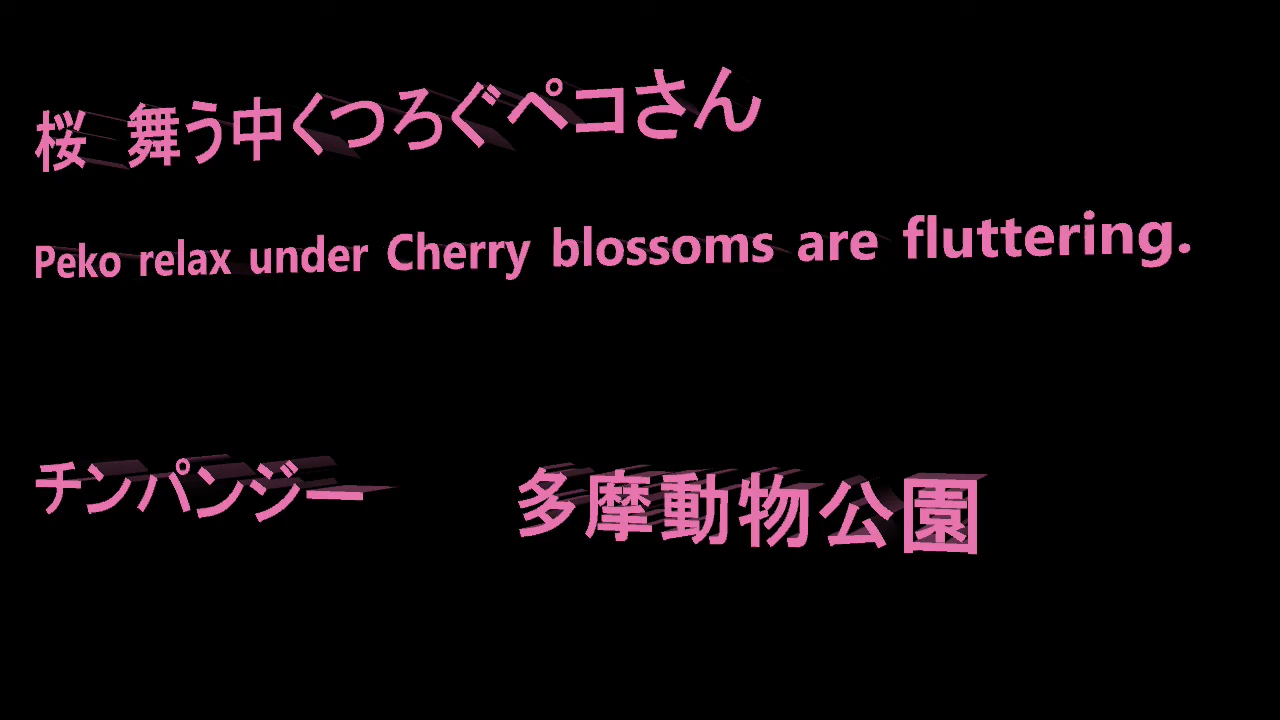 桜　舞う中くつろぐペコさん
Peko relax under Cherry blossoms are fluttering.
チンパンジー　多摩動物公園